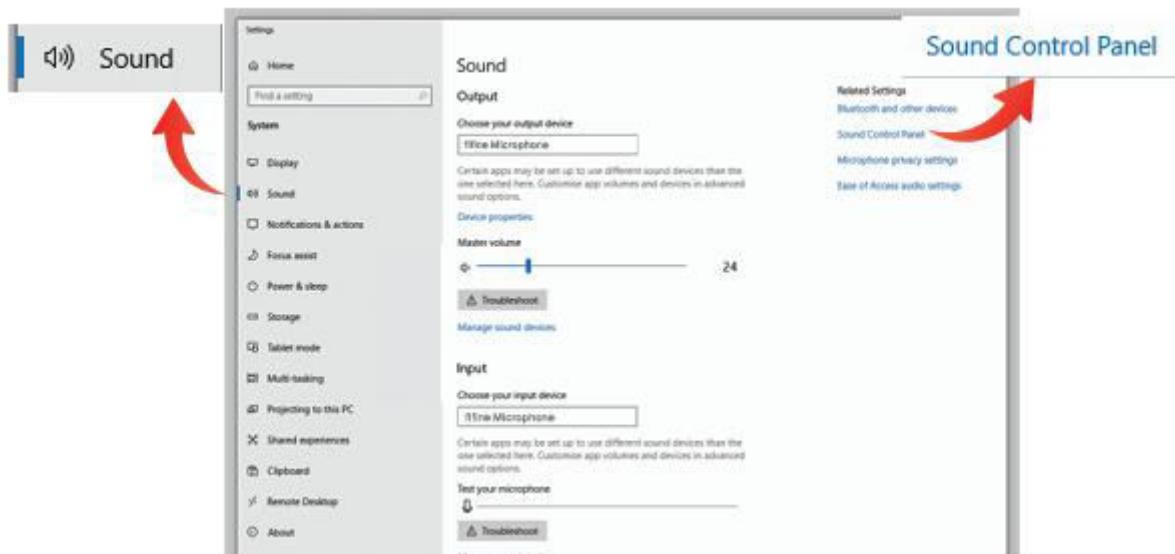 Sound
Sound Control Panel
Settings
Home
Find a setting
System
Display
Sound
Notifications & actions
Focus assist
Power & sleep
Storage
Tablet mode
Multi-tasking
Projecting to this PC
Shared experiences
Clipboard
Remote Desktop
About
Sound
Output
Choose your output device
Microphone
Certain apps may be set up to use different sound devices than the
one selected here. Customise app volumes and devices in advanced
sound options.
Device properties
Master volume
24
Troubleshoot
Manage sound devices
Input
Choose your input device
Microphone
Certain apps may be set up to use different sound devices than the
one selected here. Customise app volumes and devices in advanced
sound options.
Test your microphone
Troubleshoot
Related Settings
Bluetooth and other devices
Sound Control Panel
Microphone privacy settings
Ease of Access audio settings